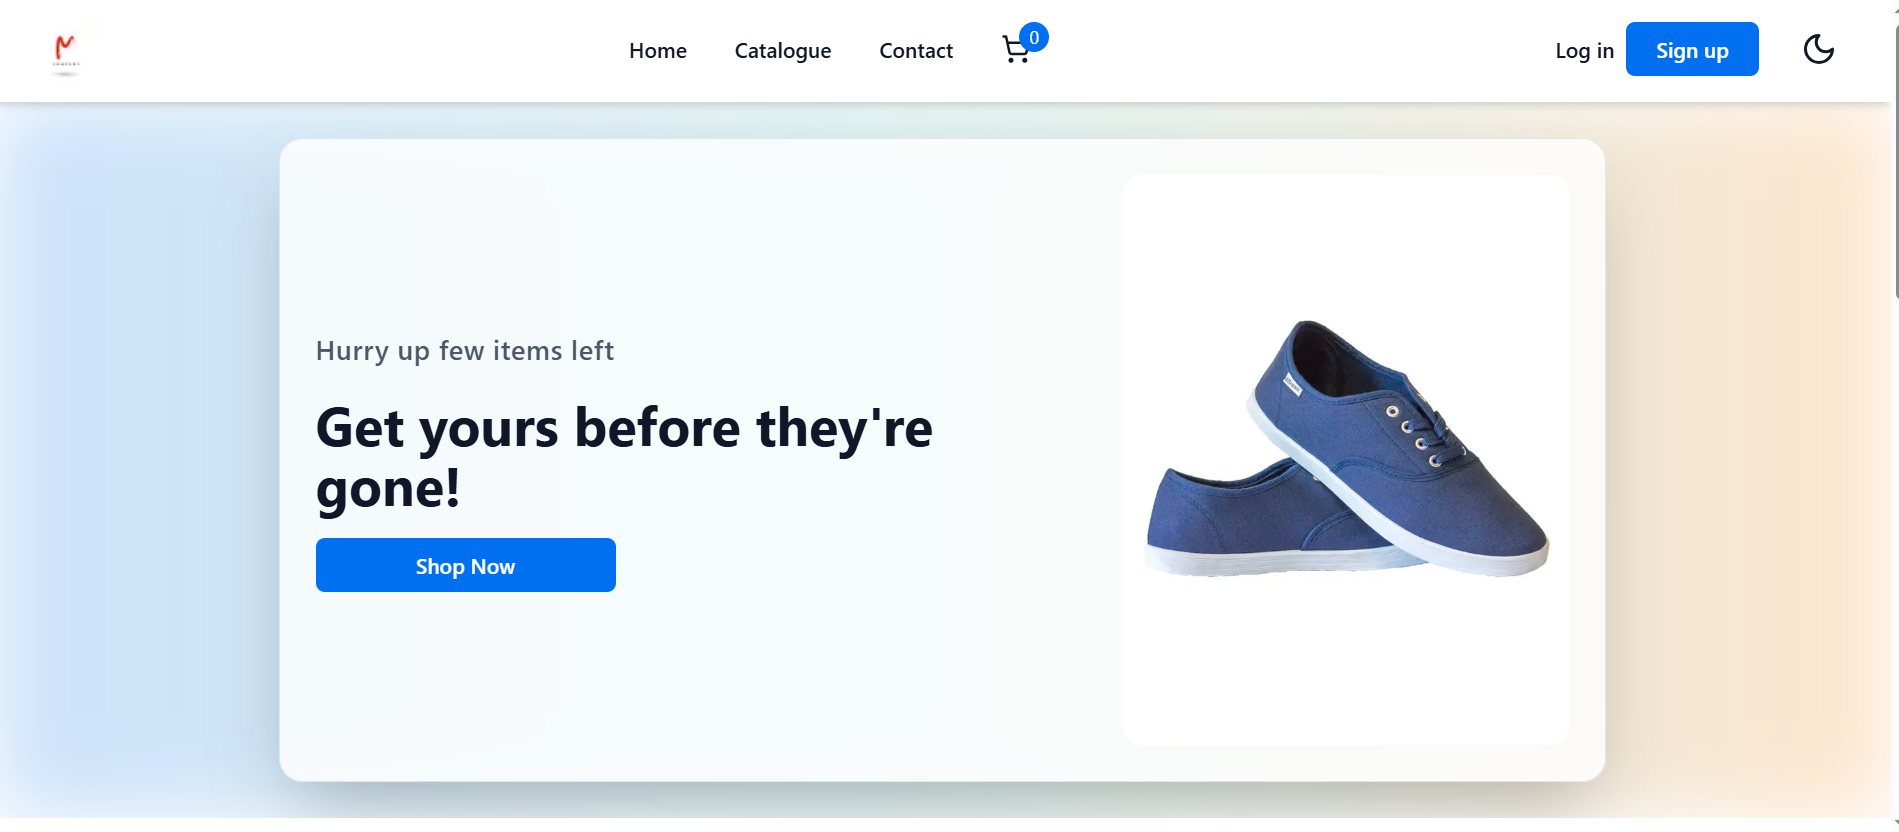 Home
Catalogue
Contact
0
Log in
Sign up
Hurry up few items left
Get yours before they're
gone!
Shop Now